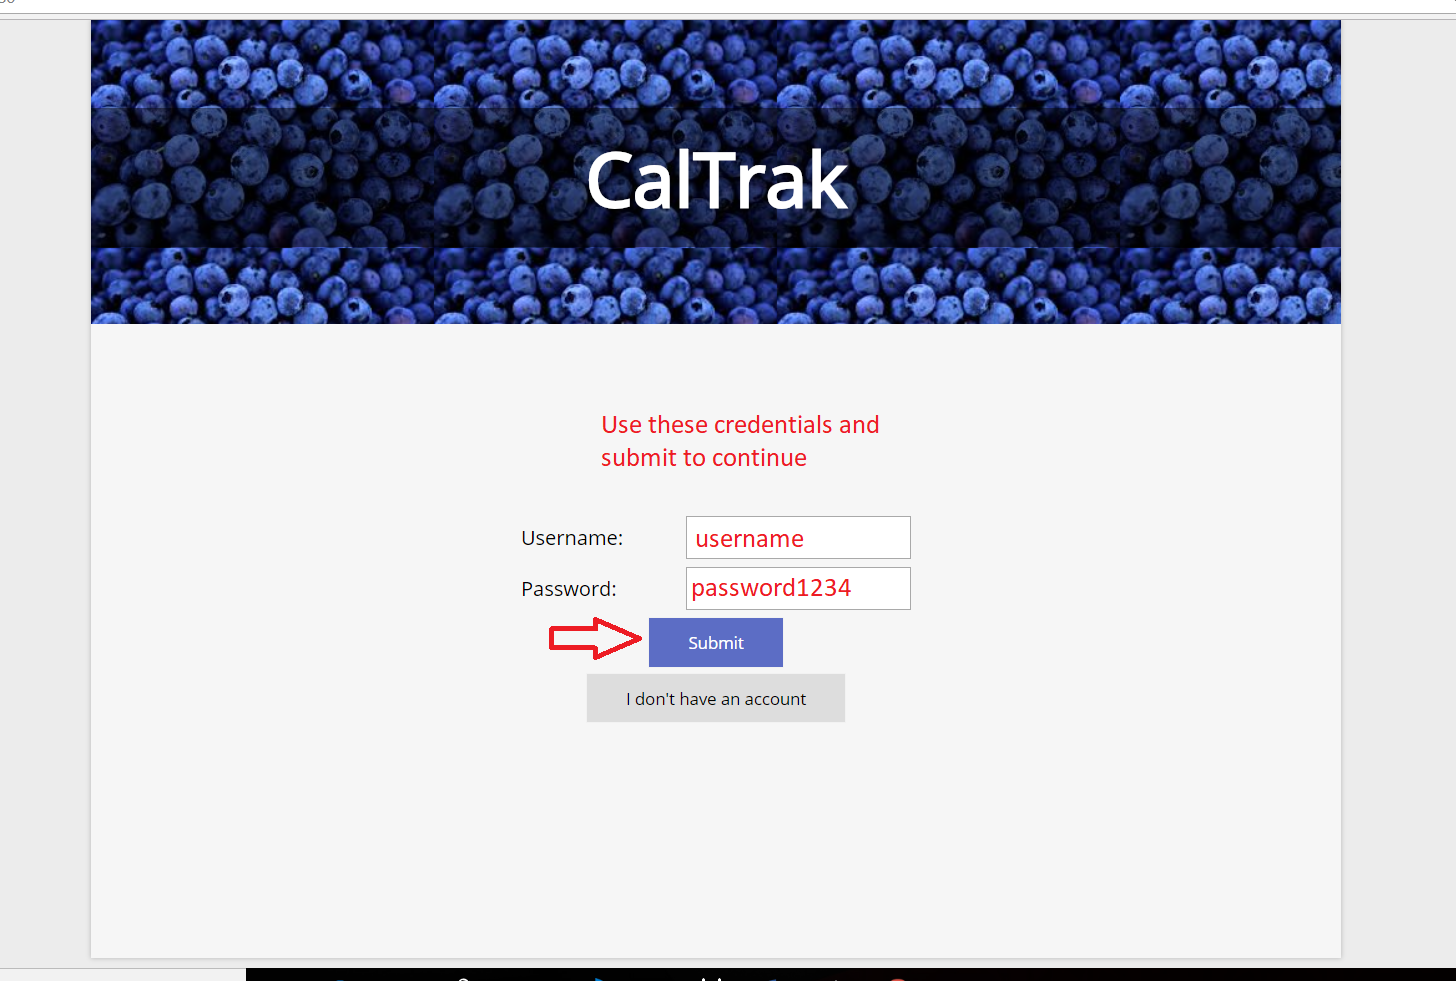 CalTrak
Use these credentials and
submit to continue
Username: username
Password: password1234
Submit
I don't have an account